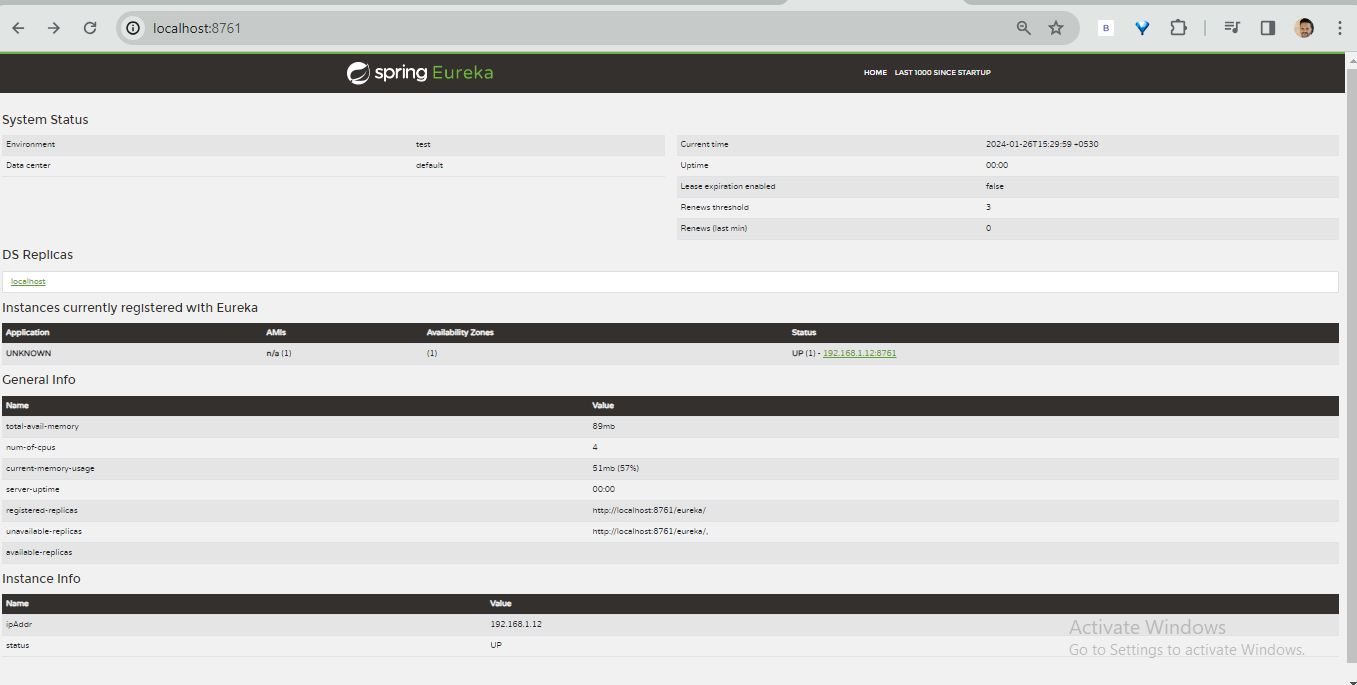 localhost:8761
B
spring Eureka
HOME LAST 1000 SINCE STARTUP
System Status
Environment test
Data center default
Current time 2024-01-26T15:29:59 +0530
Uptime 00:00
Lease expiration enabled false
Renews threshold 3
Renews (last min) 0
DS Replicas
localhost
Instances currently registered with Eureka
Application AMIs Availability Zones Status
UNKNOWN n/a (1) (1) UP (1) - 192.168.1.12:8761
General Info
Name Value
total-avail-memory 89mb
num-of-cpus 4
current-memory-usage 51mb (57%)
server-uptime 00:00
registered-replicas http://localhost:8761/eureka/
unavailable-replicas http://localhost:8761/eureka/,
available-replicas
Instance Info
Name Value
ipAddr 192.168.1.12
status UP
Activate Windows
Go to Settings to activate Windows.